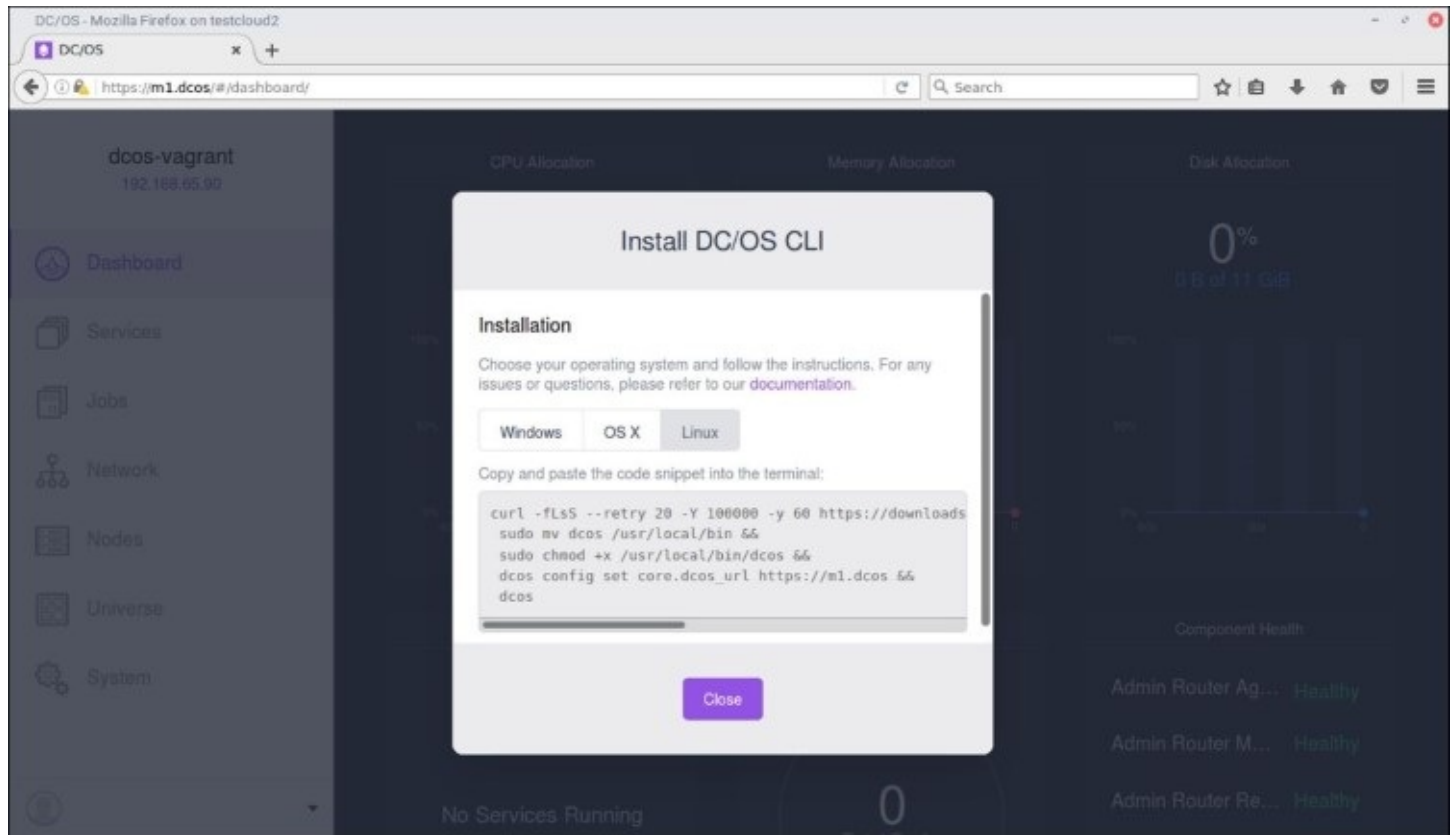 DC/OS - Mozilla Firefox on testcloud2
DC/OS
https://m1.dcos/#/dashboard/
Search
dcos-vagrant
192.168.65.90
Dashboard
Services
Jobs
Network
Nodes
Universe
System
CPU Allocation
Memory Allocation
Disk Allocation
0%
0 B of 11 GiB
Install DC/OS CLI
Installation
Choose your operating system and follow the instructions. For any
issues or questions, please refer to our documentation.
Windows OS X Linux
Copy and paste the code snippet into the terminal:
curl -fLsS --retry 20 -Y 100000 -y 60 https://downloads
sudo mv dcos /usr/local/bin &&
sudo chmod +x /usr/local/bin/dcos &&
dcos config set core.dcos_url https://m1.dcos &&
dcos
Close
Component Health
Admin Router Ag... Healthy
Admin Router M... Healthy
Admin Router Re... Healthy
No Services Running
0